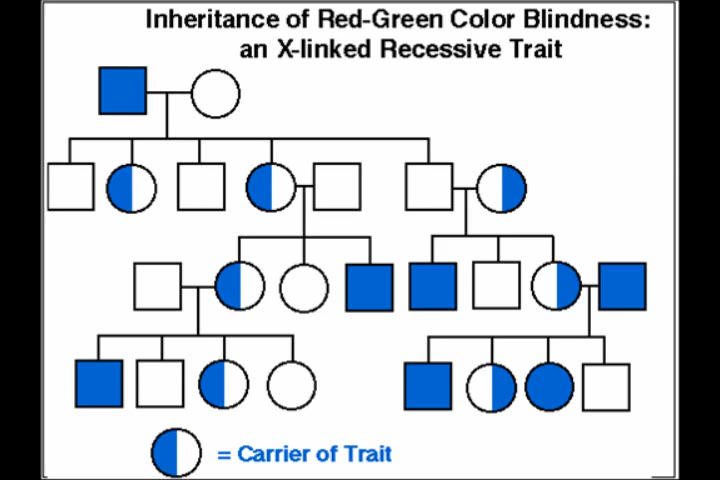 Inheritance of Red-Green Color Blindness:
an X-linked Recessive Trait
= Carrier of Trait